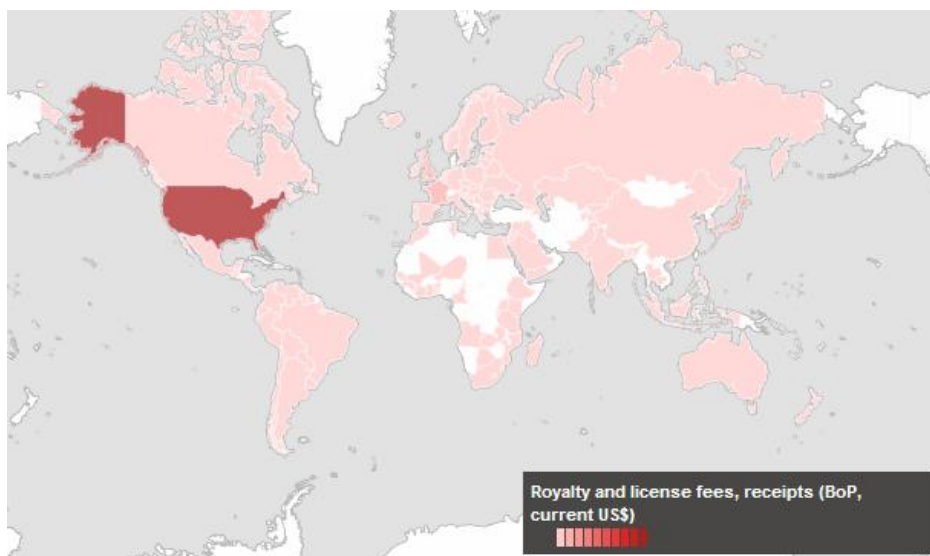 Royalty and license fees, receipts (BoP,
current US$)